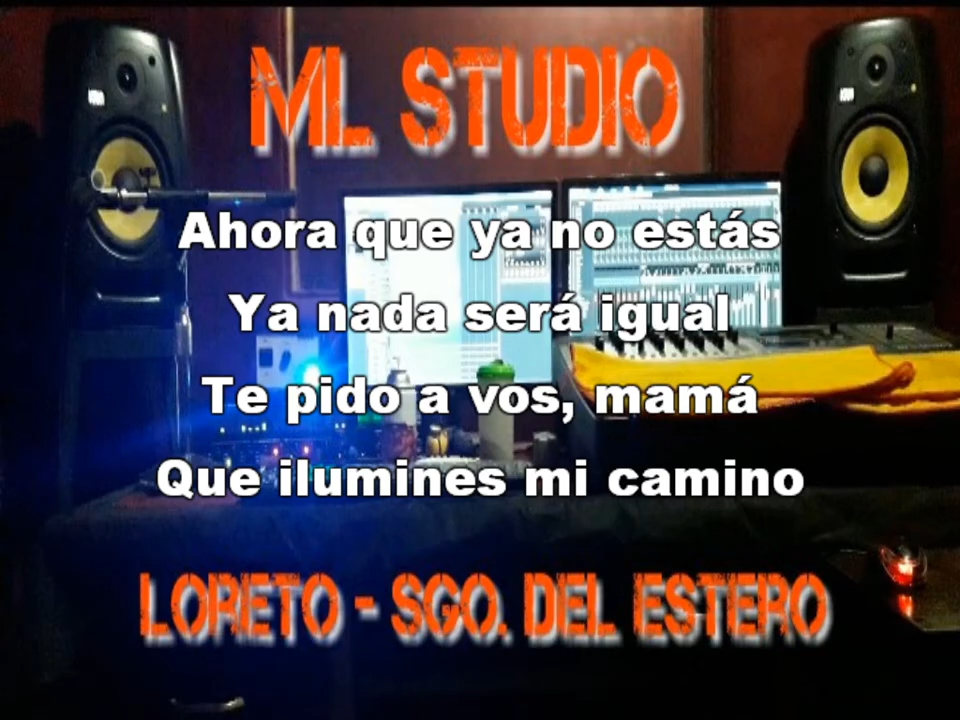 ML STUDIO
Ahora que ya no estás
Ya nada será igual
Te pido a vos, mamá
Que ilumines mi camino
LORETO - SGO. DEL ESTERO